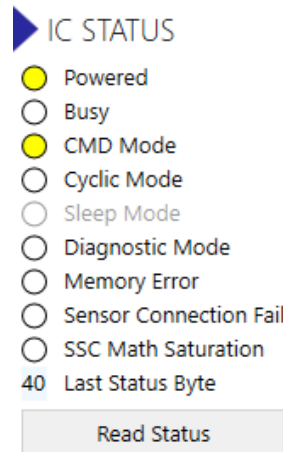 IC STATUS
Powered
Busy
CMD Mode
Cyclic Mode
Sleep Mode
Diagnostic Mode
Memory Error
Sensor Connection Fail
SSC Math Saturation
40 Last Status Byte
Read Status